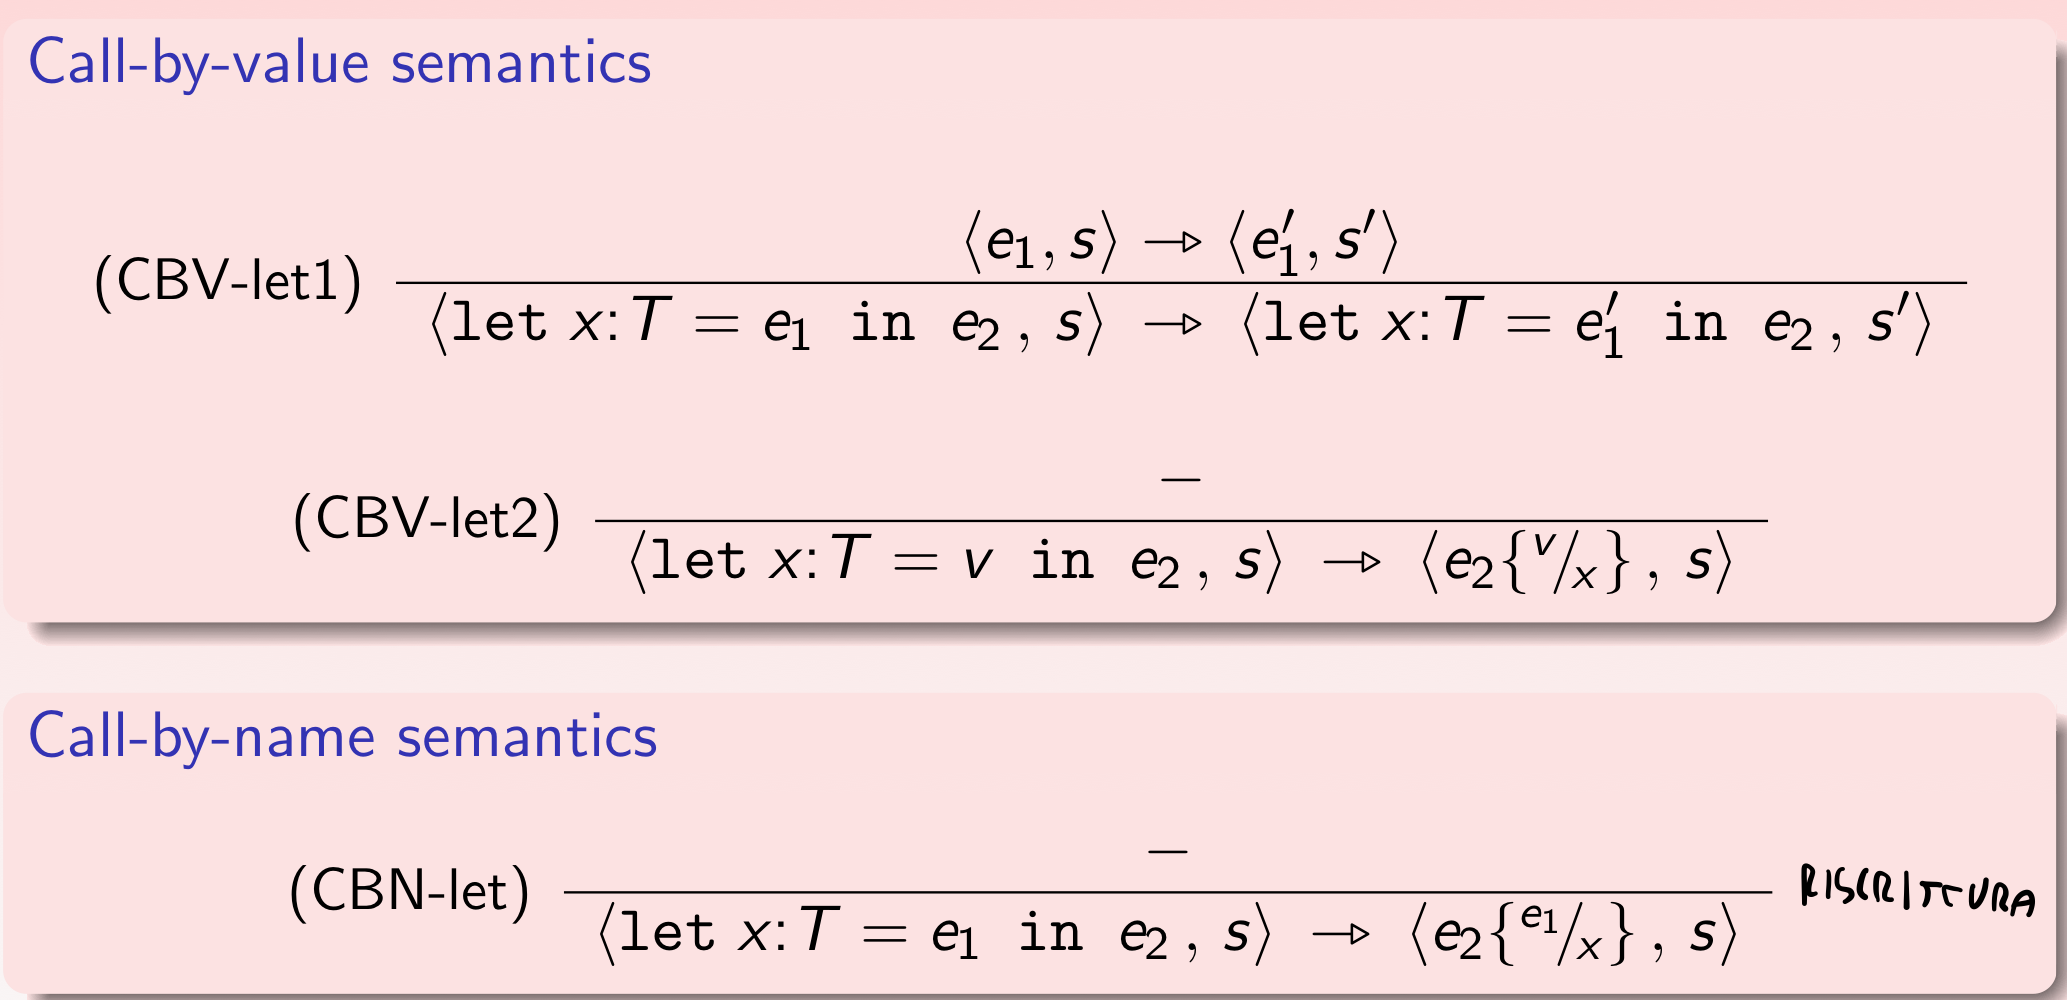 Call-by-value semantics
⟨e₁, s⟩ → ⟨e₁′, s′⟩
(CBV-let1)
⟨let x:T = e₁ in e₂ , s⟩ → ⟨let x:T = e₁′ in e₂ , s′⟩
−
(CBV-let2)
⟨let x:T = v in e₂ , s⟩ → ⟨e₂{v/x} , s⟩
Call-by-name semantics
−
(CBN-let) RISCRITTURA
⟨let x:T = e₁ in e₂ , s⟩ → ⟨e₂{e₁/x} , s⟩